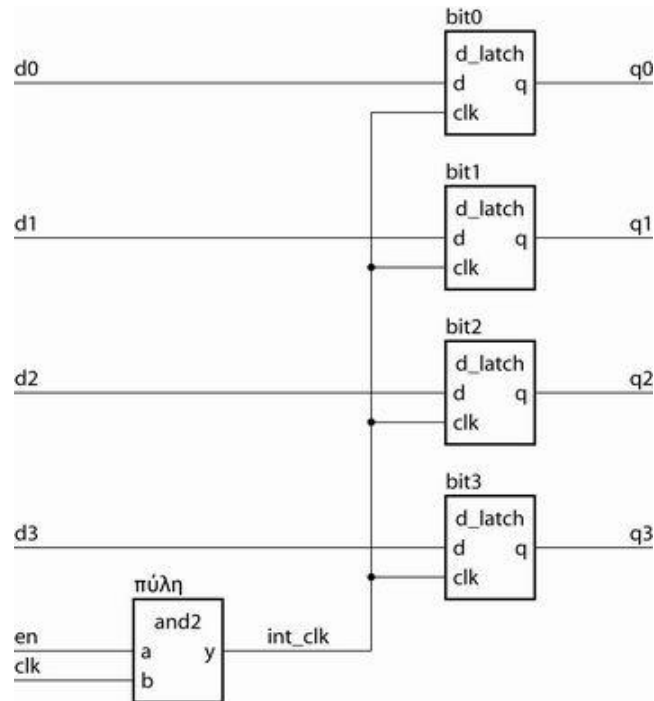 bit0
d_latch
d0
d q
q0
clk
bit1
d_latch
d1
d q
q1
clk
bit2
d_latch
d2
d q
q2
clk
bit3
d_latch
d3
d q
q3
clk
πύλη
and2
en
a y
int_clk
clk
b